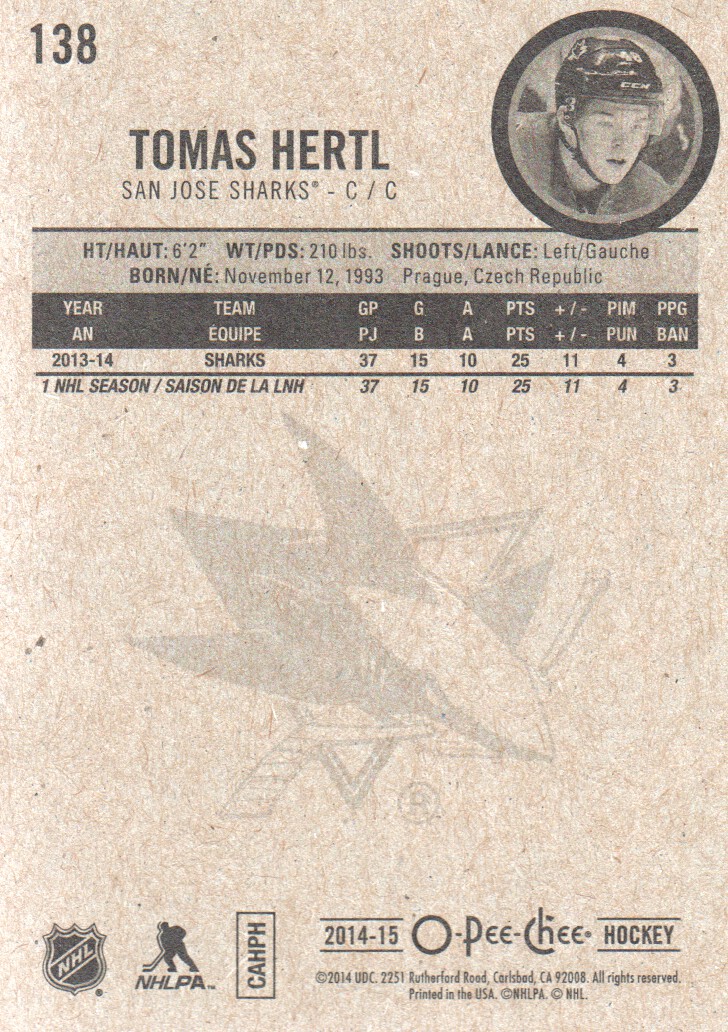 138
CCM
TOMAS HERTL
SAN JOSE SHARKS® - C / C
HT/HAUT: 6'2" WT/PDS: 210 lbs. SHOOTS/LANCE: Left/Gauche
BORN/NÉ: November 12, 1993 Prague, Czech Republic
YEAR TEAM GP G A PTS +/- PIM PPG
AN ÉQUIPE PJ B A PTS +/- PUN BAN
2013-14 SHARKS 37 15 10 25 11 4 3
1 NHL SEASON / SAISON DE LA LNH 37 15 10 25 11 4 3
®
NHL ®
NHLPA™
CAHPH
2014-15 O-Pee-Chee® HOCKEY
©2014 UDC. 2251 Rutherford Road, Carlsbad, CA 92008. All rights reserved.
Printed in the USA. ©NHLPA. © NHL.